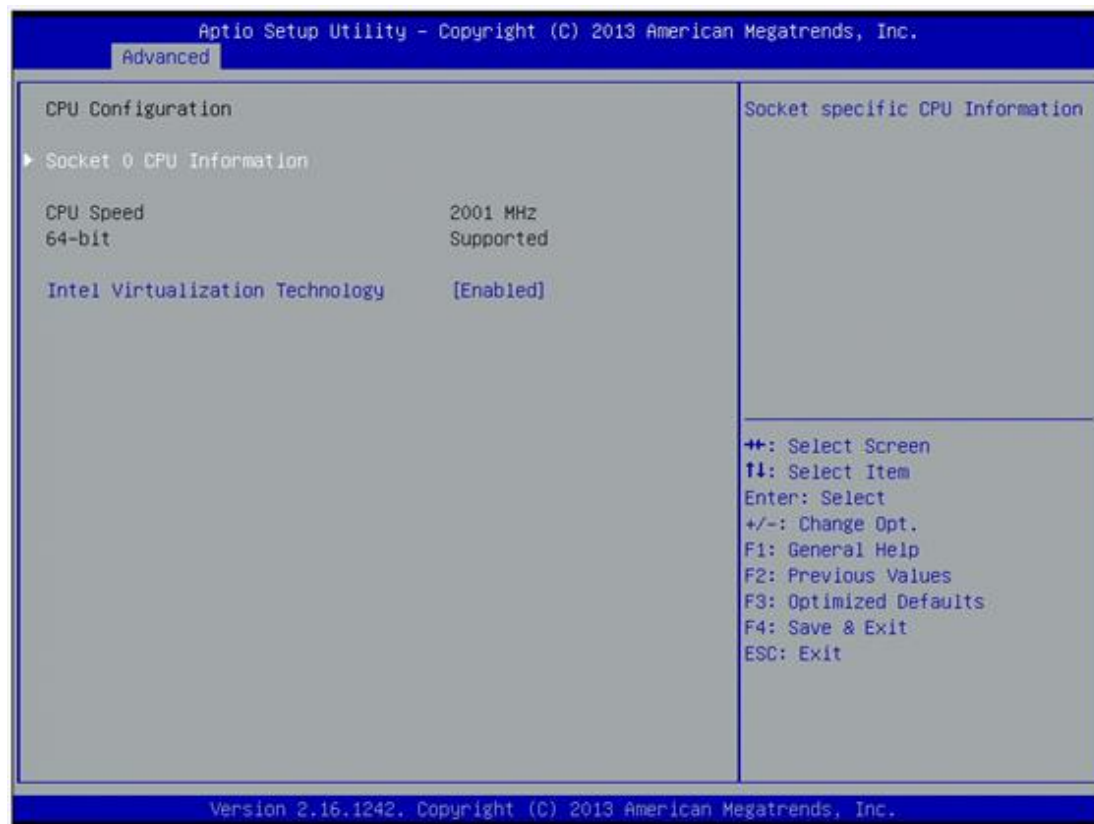 Aptio Setup Utility – Copyright (C) 2013 American Megatrends, Inc.
Advanced
CPU Configuration
Socket 0 CPU Information
CPU Speed 2001 MHz
64-bit Supported
Intel Virtualization Technology [Enabled]
Socket specific CPU Information
→←: Select Screen
↑↓: Select Item
Enter: Select
+/-: Change Opt.
F1: General Help
F2: Previous Values
F3: Optimized Defaults
F4: Save & Exit
ESC: Exit
Version 2.16.1242. Copyright (C) 2013 American Megatrends, Inc.